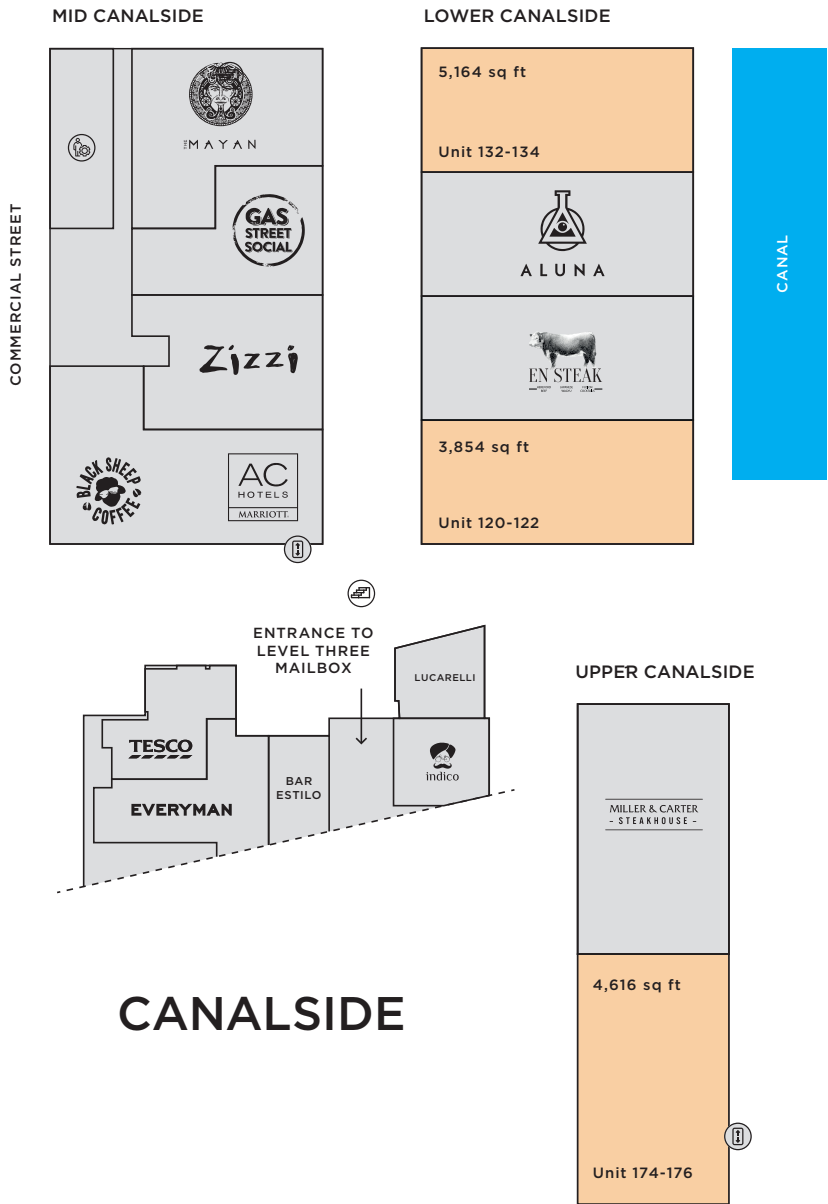 MID CANALSIDE
LOWER CANALSIDE
COMMERCIAL STREET
THE MAYAN
GAS
STREET
SOCIAL
Zizzi
BLACK SHEEP
COFFEE
AC
HOTELS
MARRIOTT
5,164 sq ft
Unit 132-134
ALUNA
EN STEAK
3,854 sq ft
Unit 120-122
CANAL
ENTRANCE TO
LEVEL THREE
MAILBOX
LUCARELLI
TESCO
EVERYMAN
BAR
ESTILO
indico
UPPER CANALSIDE
MILLER & CARTER
- STEAKHOUSE -
4,616 sq ft
Unit 174-176
CANALSIDE